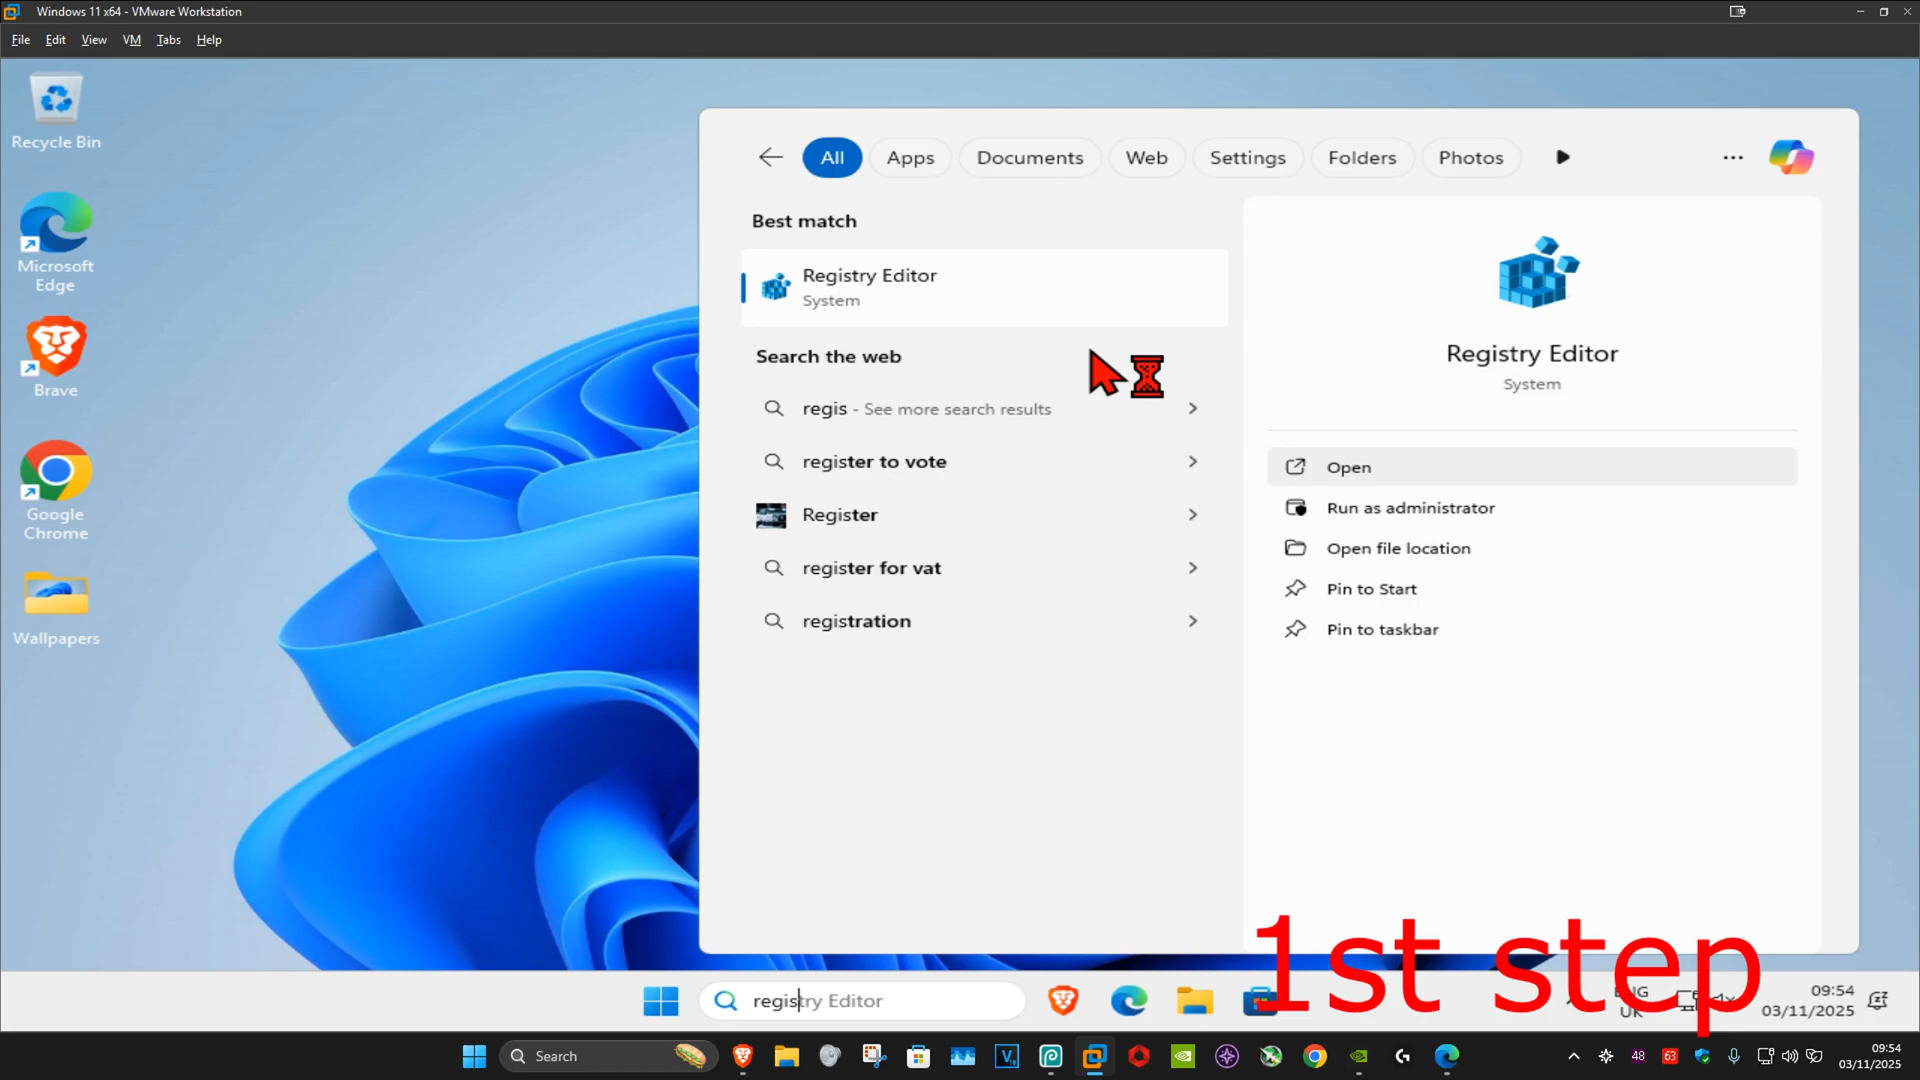 Windows 11 x64 - VMware Workstation
File Edit View VM Tabs Help
Recycle Bin
Microsoft
Edge
Brave
Google
Chrome
Wallpapers
All Apps Documents Web Settings Folders Photos
Best match
Registry Editor
System
Search the web
regis - See more search results
register to vote
Register
register for vat
registration
Registry Editor
System
Open
Run as administrator
Open file location
Pin to Start
Pin to taskbar
1st step
registry Editor
ENG
UK
09:54
03/11/2025
Search
48
63
09:54
03/11/2025